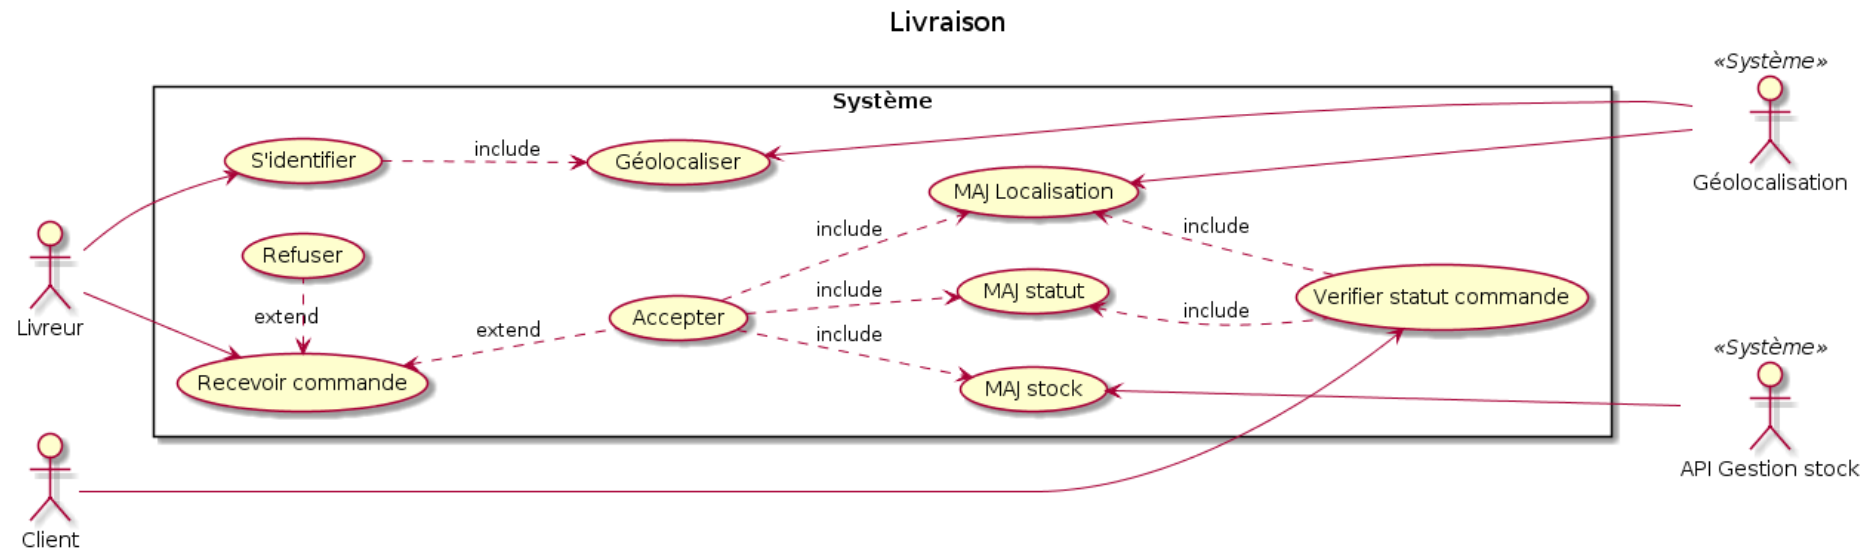 Livraison
«Système»
Système
S'identifier
include
Géolocaliser
MAJ Localisation
Géolocalisation
include
include
Refuser
include
MAJ statut
Verifier statut commande
include
extend
Accepter
extend
include
Livreur
«Système»
Recevoir commande
MAJ stock
API Gestion stock
Client